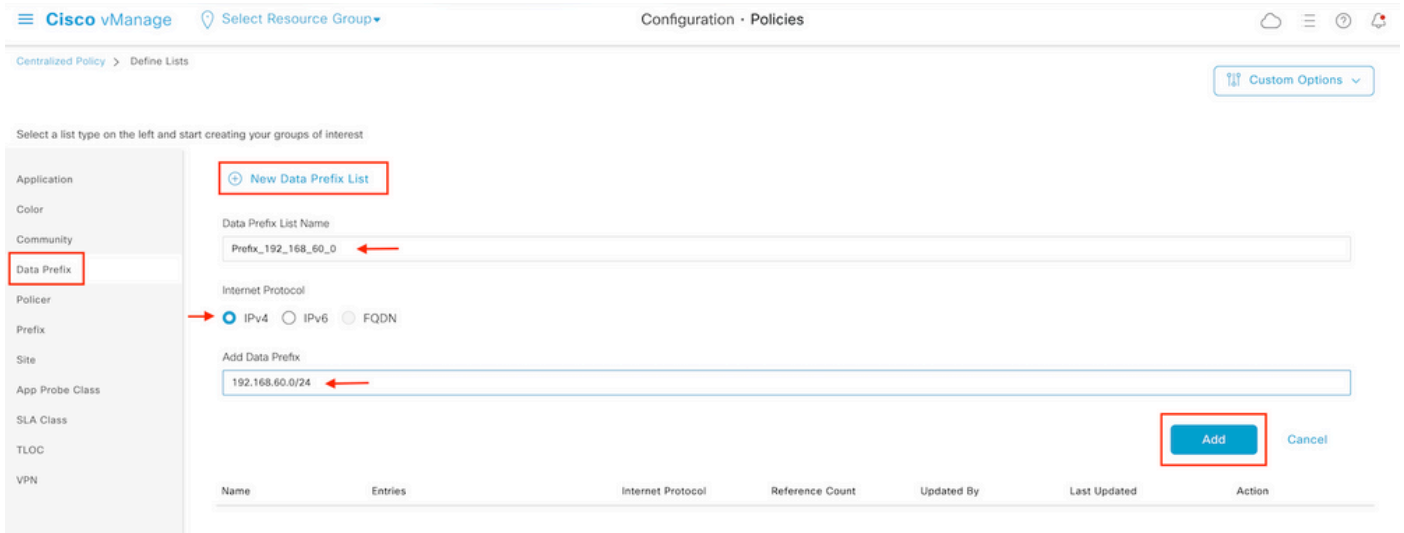 Cisco vManage Select Resource Group Configuration · Policies
Centralized Policy > Define Lists
Custom Options
Select a list type on the left and start creating your groups of interest
Application
Color
Community
Data Prefix
Policer
Prefix
Site
App Probe Class
SLA Class
TLOC
VPN
New Data Prefix List
Data Prefix List Name
Prefix_192_168_60_0
Internet Protocol
IPv4 IPv6 FQDN
Add Data Prefix
192.168.60.0/24
Add Cancel
Name Entries Internet Protocol Reference Count Updated By Last Updated Action